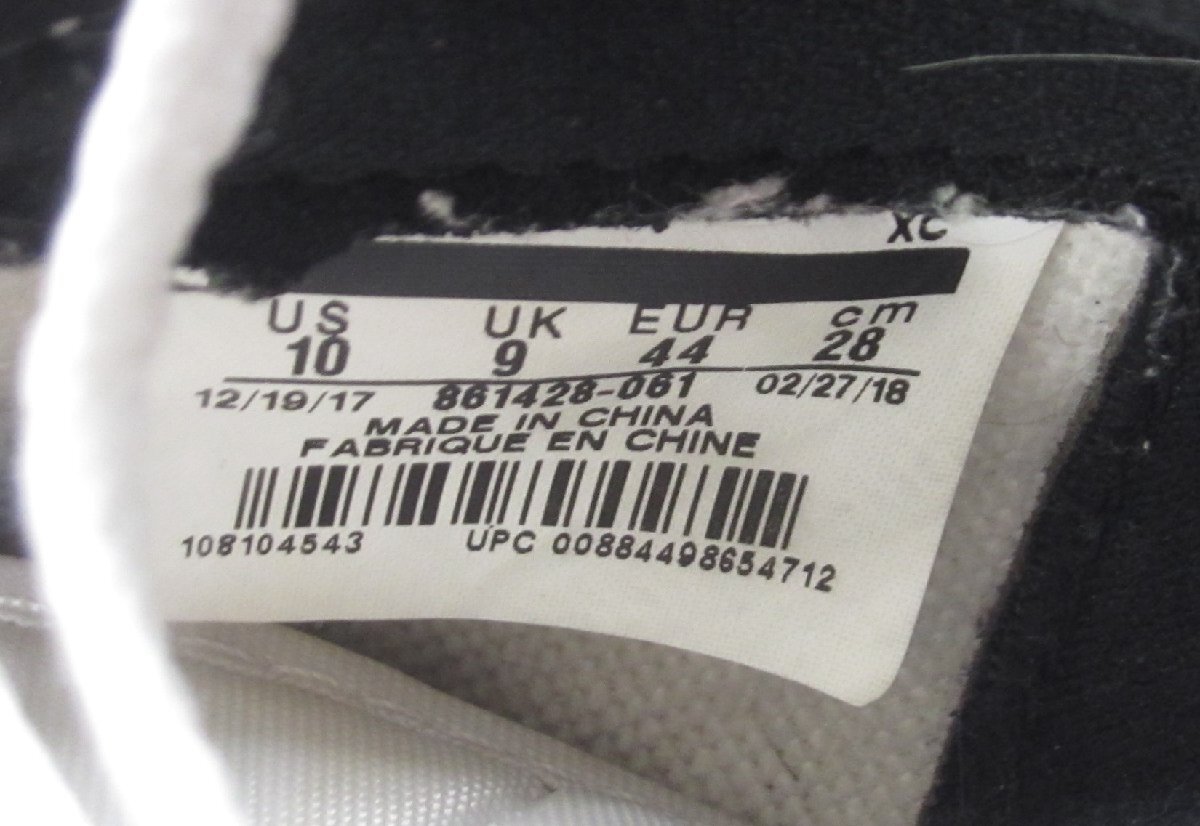 XC
US UK EUR cm
10 9 44 28
12/19/17 861428-061 02/27/18
MADE IN CHINA
FABRIQUE EN CHINE
108104543 UPC 00884498654712